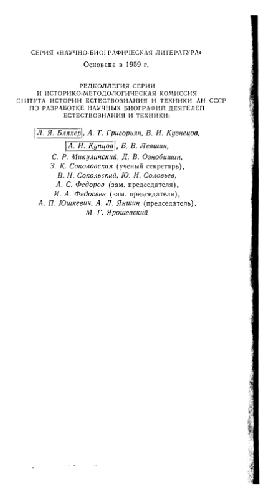 СЕРИЯ «НАУЧНО-БИОГРАФИЧЕСКАЯ ЛИТЕРАТУРА»
Основана в 1959 г.
РЕДКОЛЛЕГИЯ СЕРИИ
И ИСТОРИКО-МЕТОДОЛОГИЧЕСКАЯ КОМИССИЯ
ИНСТИТУТА ИСТОРИИ ЕСТЕСТВОЗНАНИЯ И ТЕХНИКИ АН СССР
ПО РАЗРАБОТКЕ НАУЧНЫХ БИОГРАФИЙ ДЕЯТЕЛЕЙ
ЕСТЕСТВОЗНАНИЯ И ТЕХНИКИ:
Л. Я. Бляхер, А. Т. Григорьян, В. И. Кузнецов,
А. И. Купцов, Б. В. Левшин,
С. Р. Микулинский, Д. В. Ознобишин,
З. К. Соколовская (ученый секретарь),
В. Н. Сокольский, Ю. И. Соловьев,
А. С. Федоров (зам. председателя),
И. А. Федосеев (зам. председателя),
А. П. Юшкевич, А. Л. Яншин (председатель),
М. Г. Ярошевский